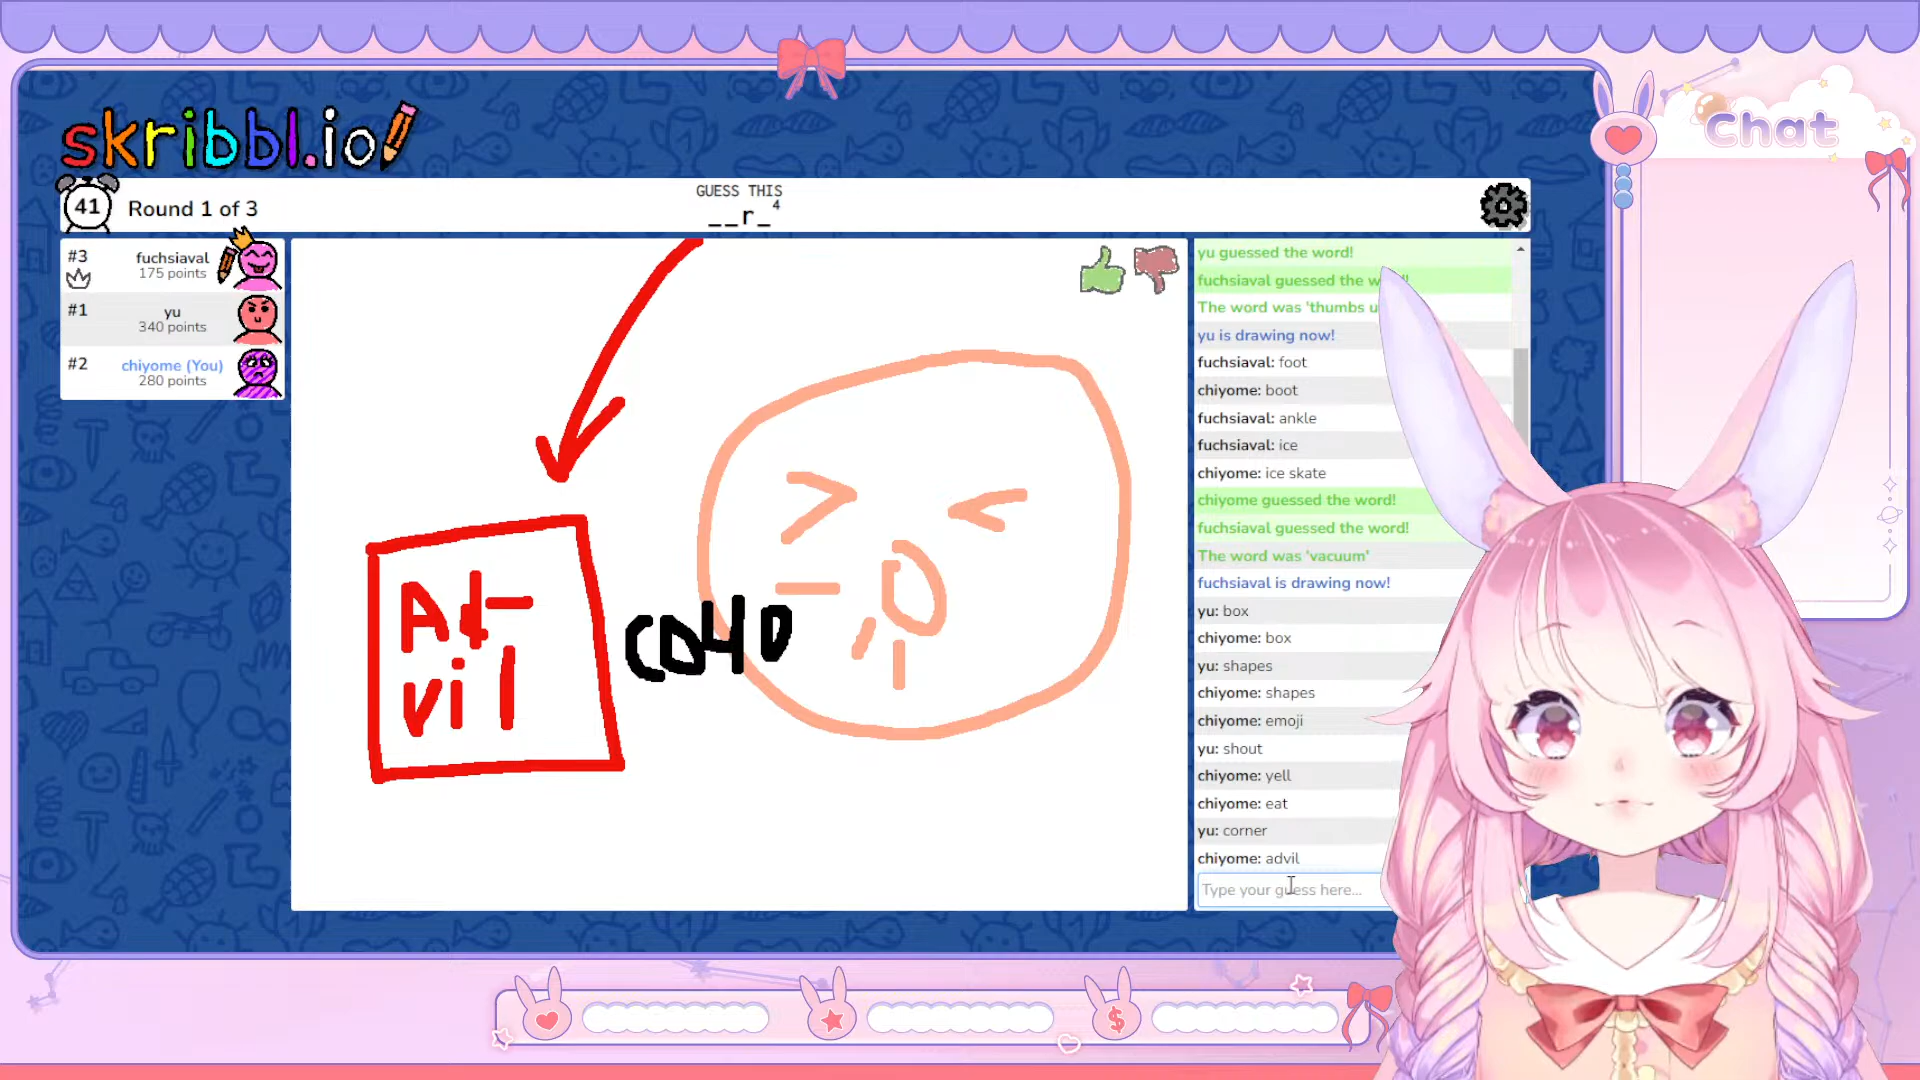 skribbl.io
41
Round 1 of 3
GUESS THIS
__r_ 4
#3
fuchsiaval
175 points
#1
yu
340 points
#2
chiyome (You)
280 points
Ad-
vil
yu guessed the word!
fuchsiaval guessed the w
The word was 'thumbs u
yu is drawing now!
fuchsiaval: foot
chiyome: boot
fuchsiaval: ankle
fuchsiaval: ice
chiyome: ice skate
chiyome guessed the word!
fuchsiaval guessed the word!
The word was 'vacuum'
fuchsiaval is drawing now!
yu: box
chiyome: box
yu: shapes
chiyome: shapes
chiyome: emoji
yu: shout
chiyome: yell
chiyome: eat
yu: corner
chiyome: advil
Type your guess here...
Chat